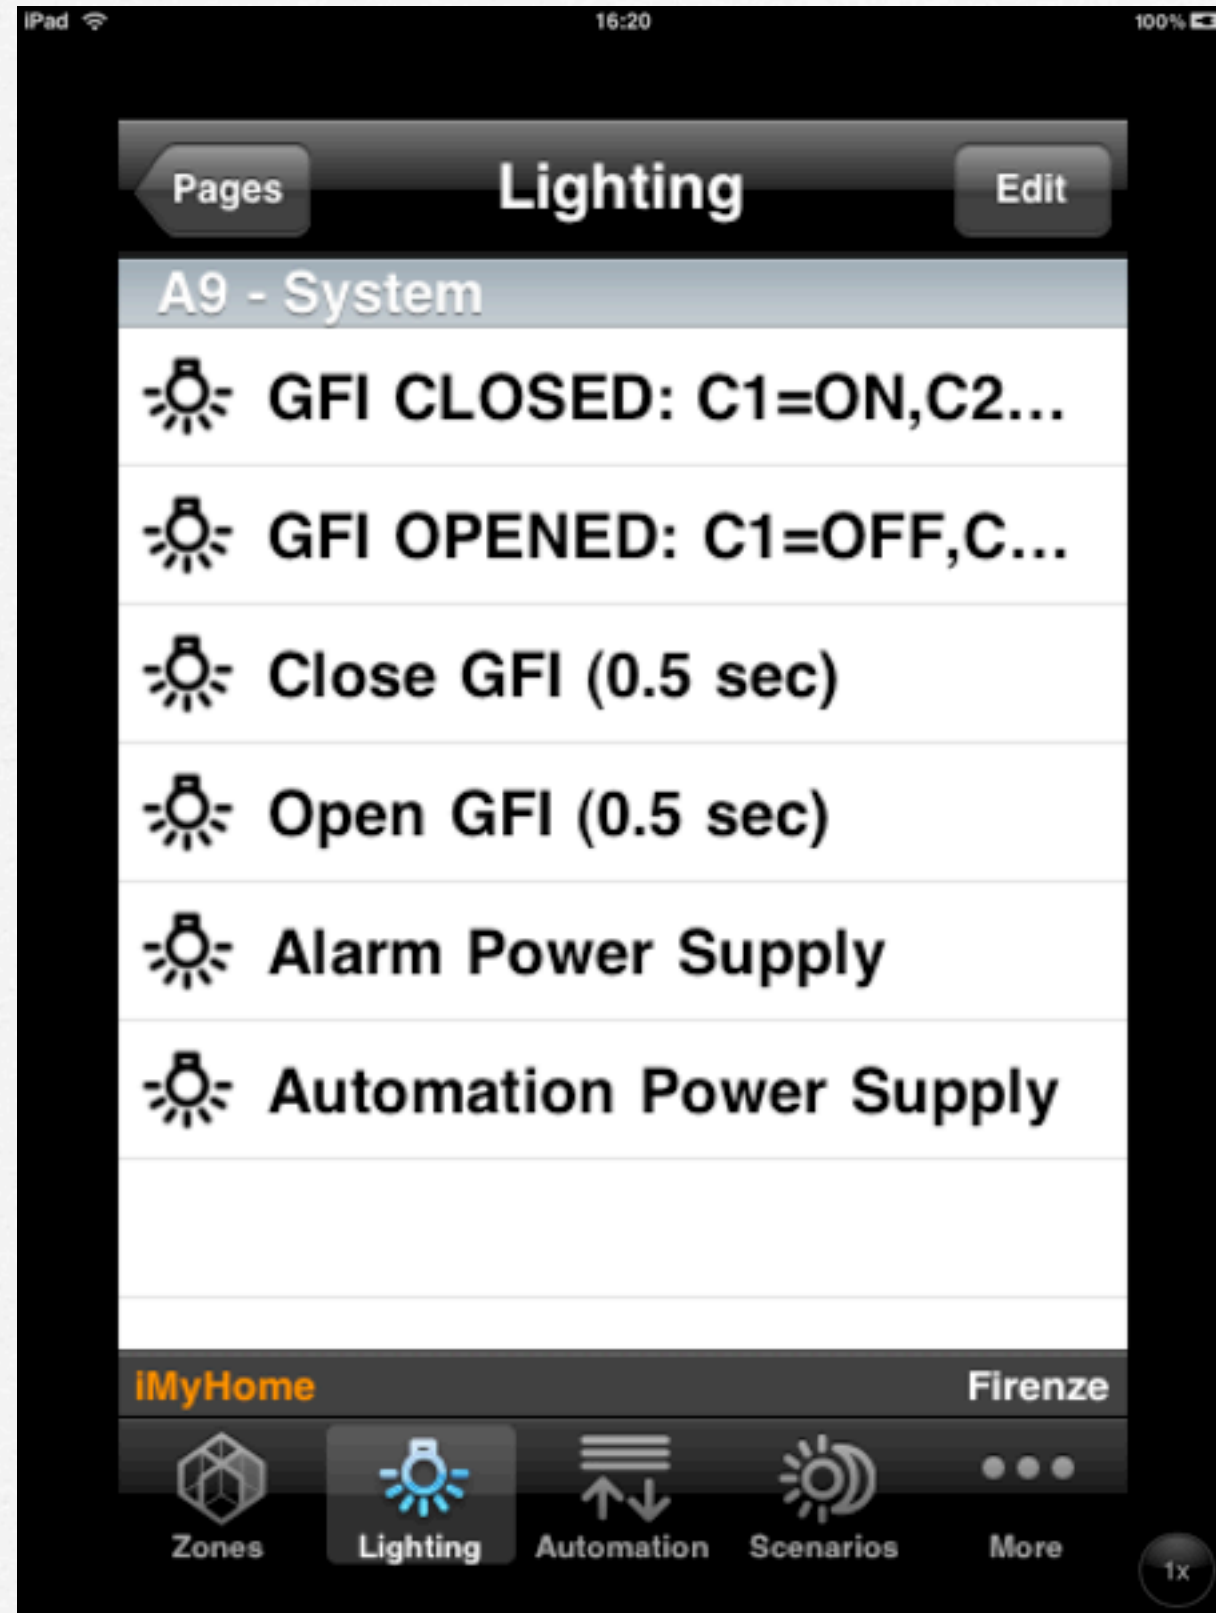 iPad 16:20 100%
Pages Lighting Edit
A9 - System
GFI CLOSED: C1=ON,C2...
GFI OPENED: C1=OFF,C...
Close GFI (0.5 sec)
Open GFI (0.5 sec)
Alarm Power Supply
Automation Power Supply
iMyHome Firenze
Zones Lighting Automation Scenarios More
1x